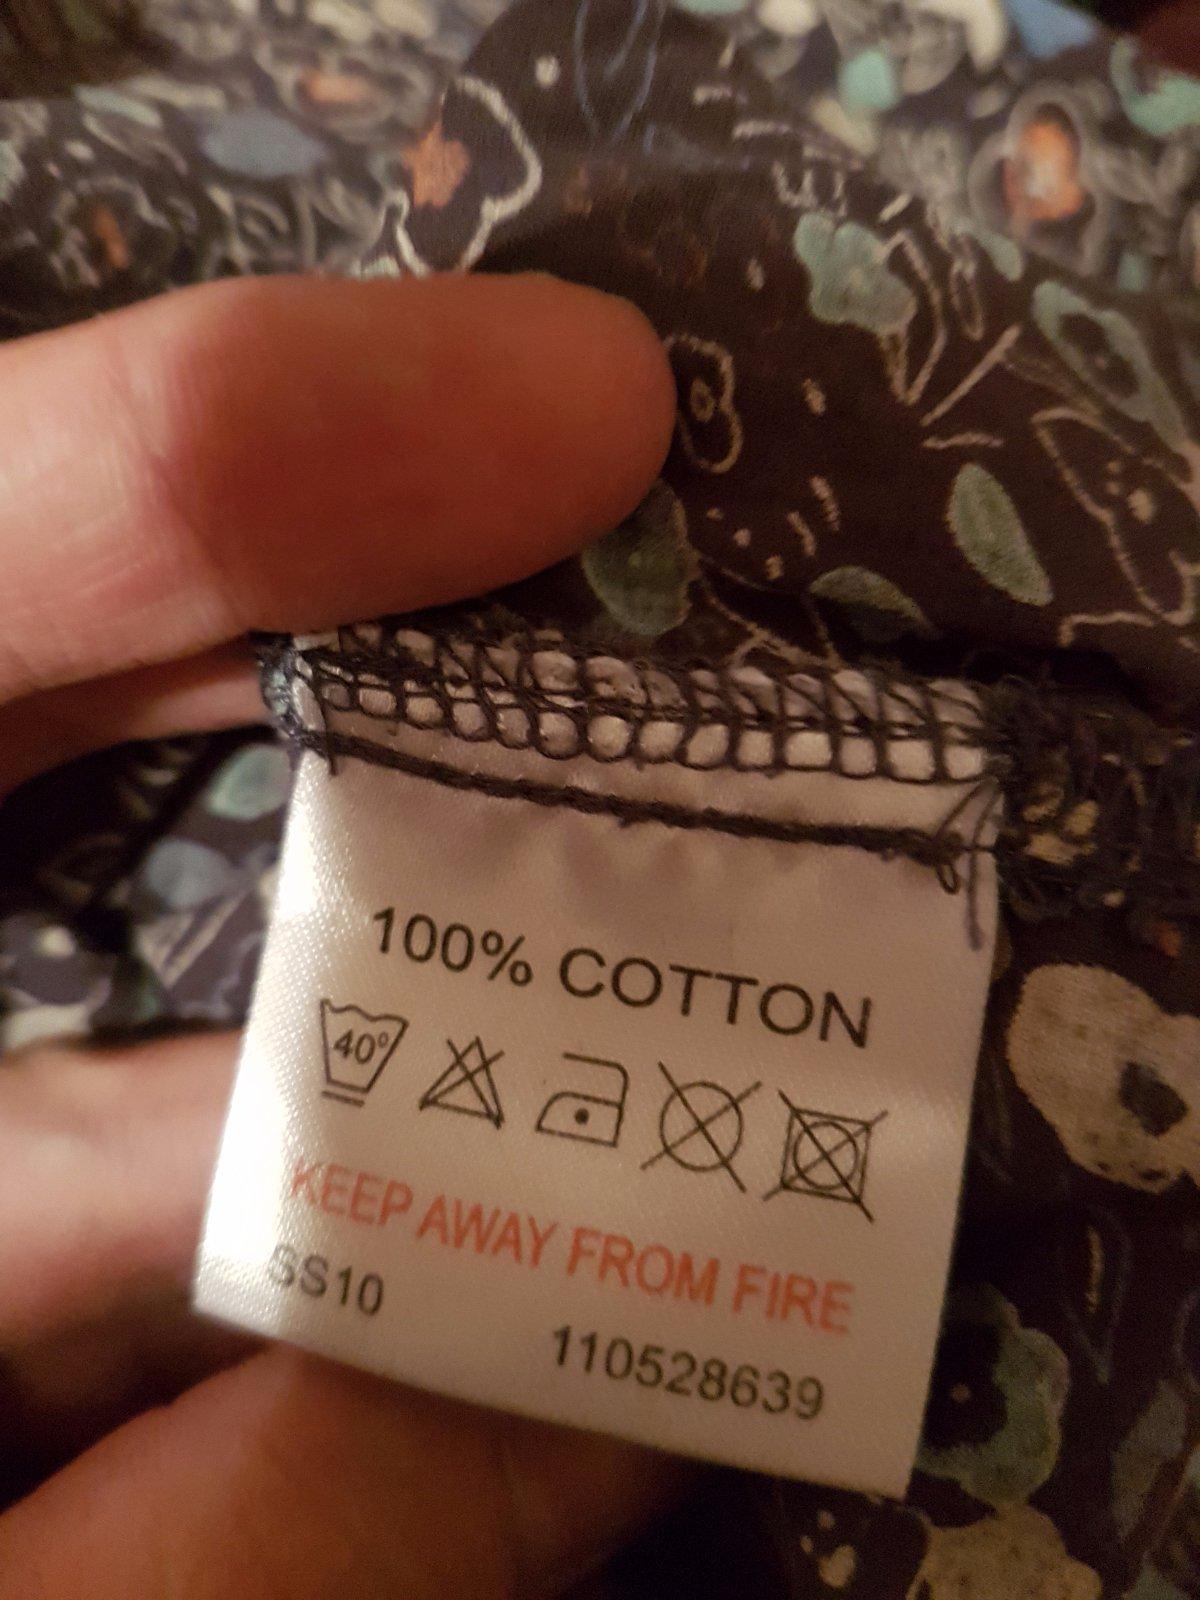 100% COTTON
40°
KEEP AWAY FROM FIRE
SS10
110528639